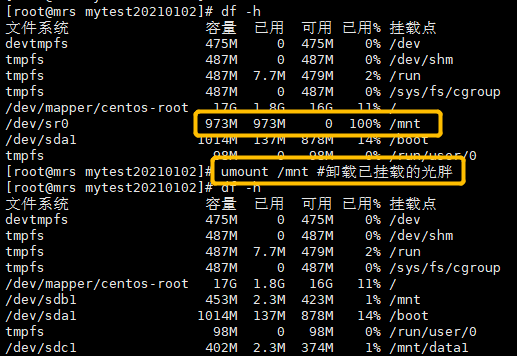 [root@mrs mytest20210102]# df -h
文件系统 容量 已用 可用 已用% 挂载点
devtmpfs 475M 0 475M 0% /dev
tmpfs 487M 0 487M 0% /dev/shm
tmpfs 487M 7.7M 479M 2% /run
tmpfs 487M 0 487M 0% /sys/fs/cgroup
/dev/mapper/centos-root 17G 1.8G 16G 11% /
/dev/sr0 973M 973M 0 100% /mnt
/dev/sda1 1014M 137M 878M 14% /boot
tmpfs 98M 0 98M 0% /run/user/0
[root@mrs mytest20210102]# umount /mnt #卸载已挂载的光胖
[root@mrs mytest20210102]# df -h
文件系统 容量 已用 可用 已用% 挂载点
devtmpfs 475M 0 475M 0% /dev
tmpfs 487M 0 487M 0% /dev/shm
tmpfs 487M 7.7M 479M 2% /run
tmpfs 487M 0 487M 0% /sys/fs/cgroup
/dev/mapper/centos-root 17G 1.8G 16G 11% /
/dev/sdb1 453M 2.3M 423M 1% /mnt
/dev/sda1 1014M 137M 878M 14% /boot
tmpfs 98M 0 98M 0% /run/user/0
/dev/sdc1 402M 2.3M 374M 1% /mnt/data1